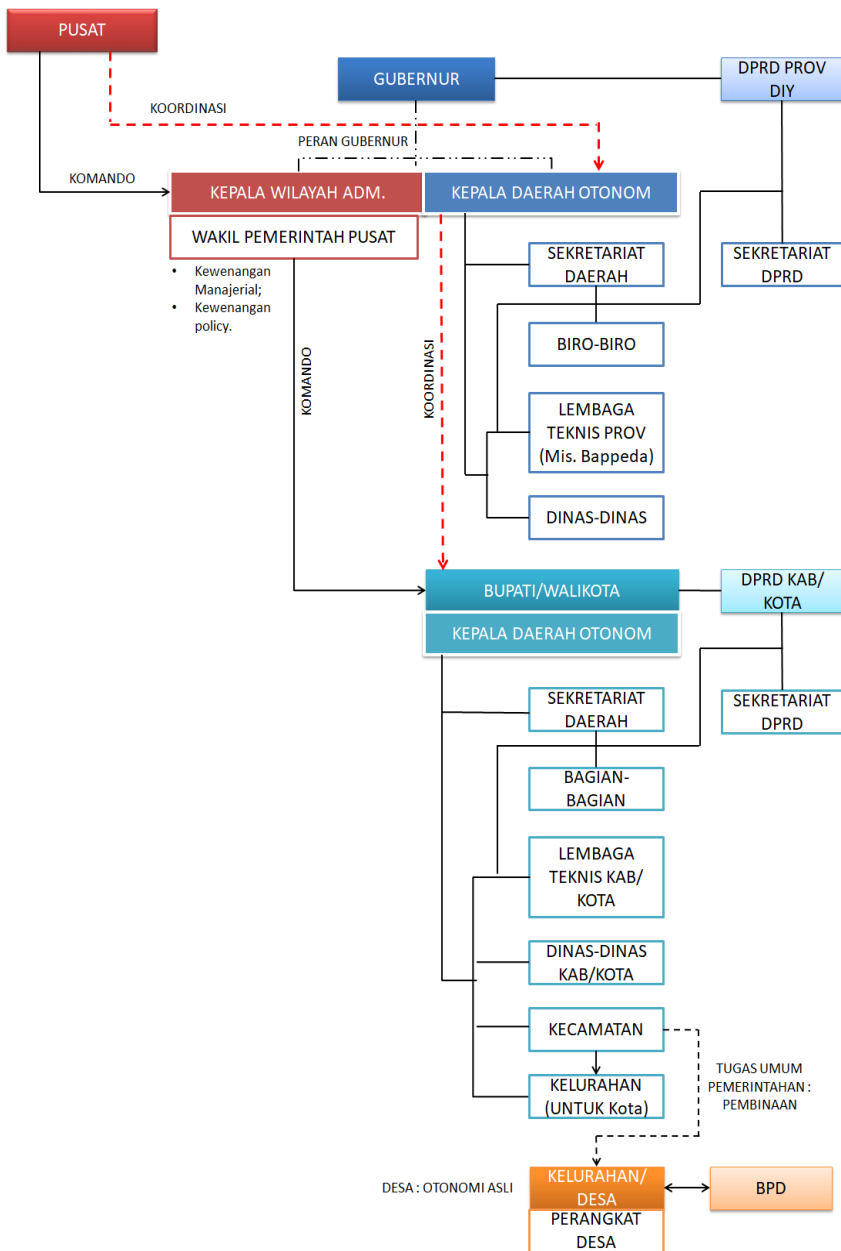 PUSAT
GUBERNUR
DPRD PROV
DIY
KOORDINASI
PERAN GUBERNUR
KOMANDO
KEPALA WILAYAH ADM.
KEPALA DAERAH OTONOM
WAKIL PEMERINTAH PUSAT
• Kewenangan
Manajerial;
• Kewenangan
policy.
SEKRETARIAT
DAERAH
SEKRETARIAT
DPRD
BIRO-BIRO
KOMANDO
KOORDINASI
LEMBAGA
TEKNIS PROV
(Mis. Bappeda)
DINAS-DINAS
BUPATI/WALIKOTA
DPRD KAB/
KOTA
KEPALA DAERAH OTONOM
SEKRETARIAT
DAERAH
SEKRETARIAT
DPRD
BAGIAN-
BAGIAN
LEMBAGA
TEKNIS KAB/
KOTA
DINAS-DINAS
KAB/KOTA
KECAMATAN
TUGAS UMUM
PEMERINTAHAN :
PEMBINAAN
KELURAHAN
(UNTUK Kota)
DESA : OTONOMI ASLI
KELURAHAN/
DESA
BPD
PERANGKAT
DESA